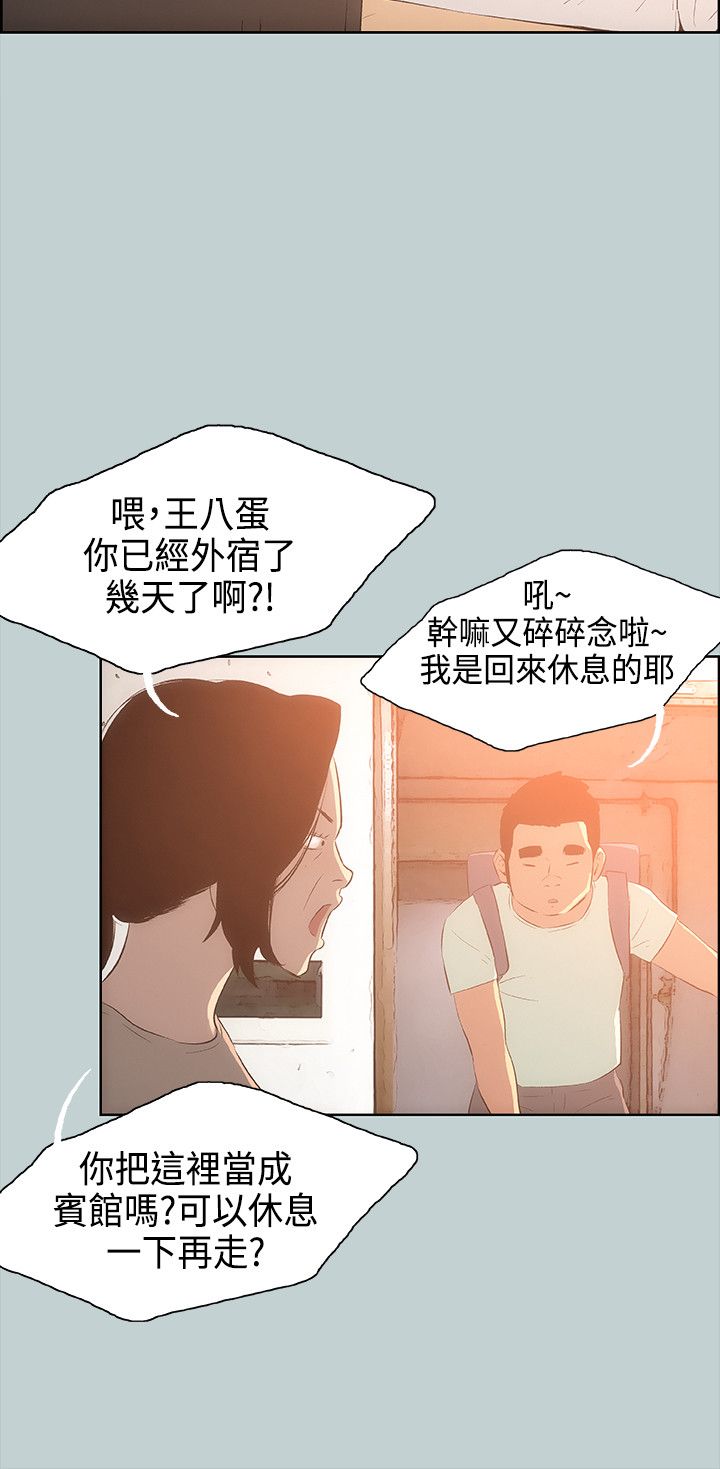 喂，王八蛋
你已經外宿了
幾天了啊?!
吼~
幹嘛又碎碎念啦~
我是回來休息的耶
你把這裡當成
賓館嗎?可以休息
一下再走?